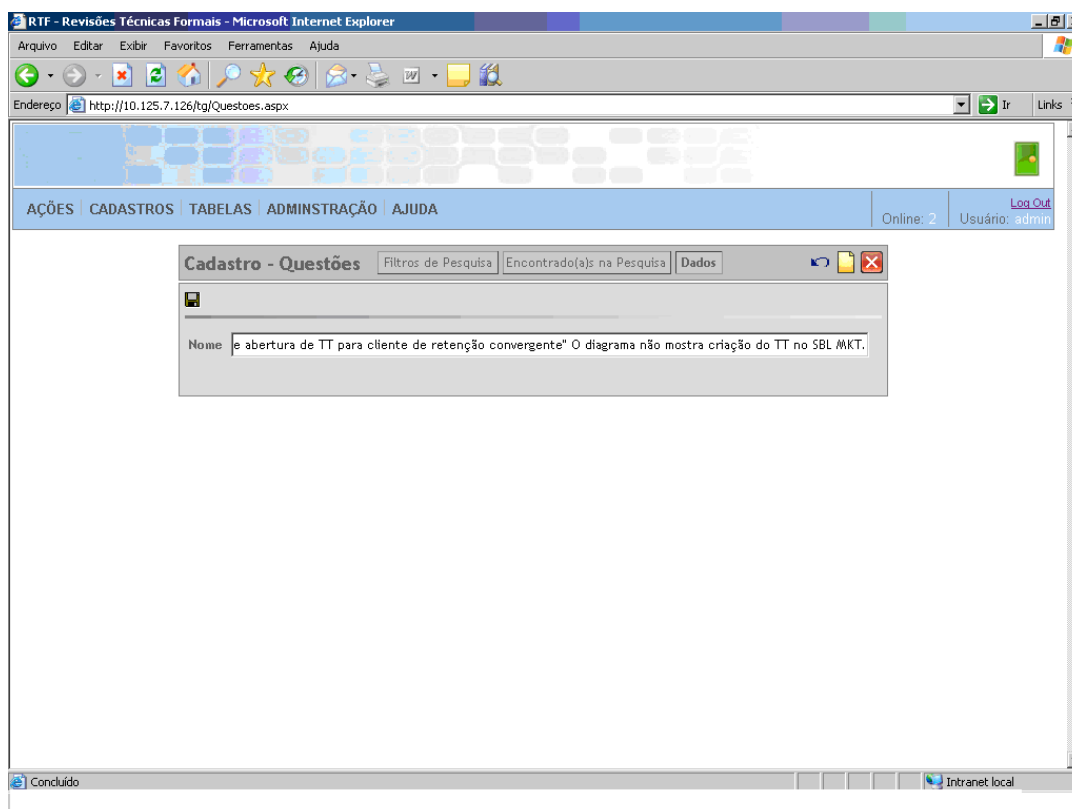 RTF - Revisões Técnicas Formais - Microsoft Internet Explorer
Arquivo Editar Exibir Favoritos Ferramentas Ajuda
Endereço http://10.125.7.126/tg/Questoes.aspx Ir Links
AÇÕES CADASTROS TABELAS ADMINSTRAÇÃO AJUDA Online: 2 Log Out
Usuário: admin
Cadastro - Questões Filtros de Pesquisa Encontrado(a)s na Pesquisa Dados
Nome e abertura de TT para cliente de retenção convergente" O diagrama não mostra criação do TT no SBL MKT.
Concluído Intranet local